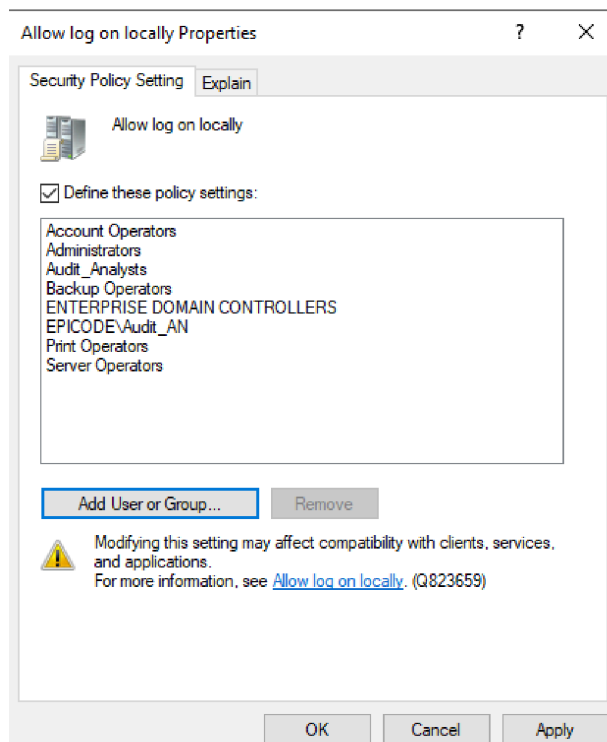 Allow log on locally Properties
?
Security Policy Setting
Explain
Allow log on locally
Define these policy settings:
Account Operators
Administrators
Audit_Analysts
Backup Operators
ENTERPRISE DOMAIN CONTROLLERS
EPICODE\Audit_AN
Print Operators
Server Operators
Add User or Group...
Remove
Modifying this setting may affect compatibility with clients, services,
and applications.
For more information, see Allow log on locally. (Q823659)
OK
Cancel
Apply